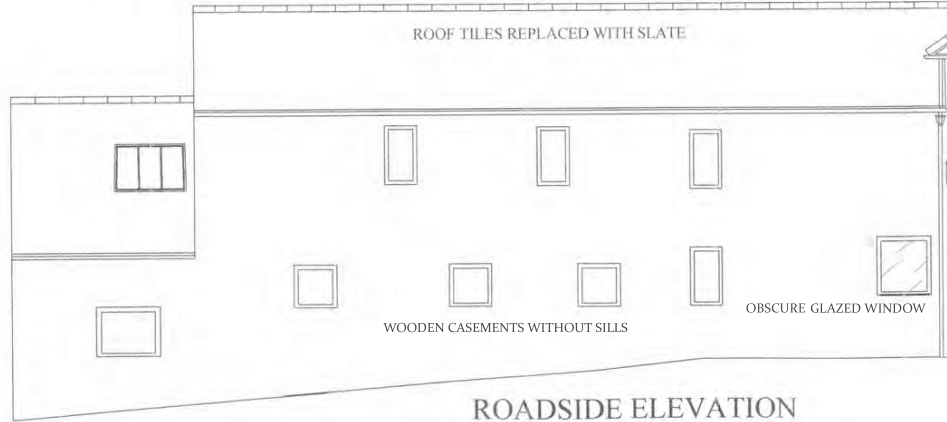 ROOF TILES REPLACED WITH SLATE
OBSCURE GLAZED WINDOW
WOODEN CASEMENTS WITHOUT SILLS
ROADSIDE ELEVATION